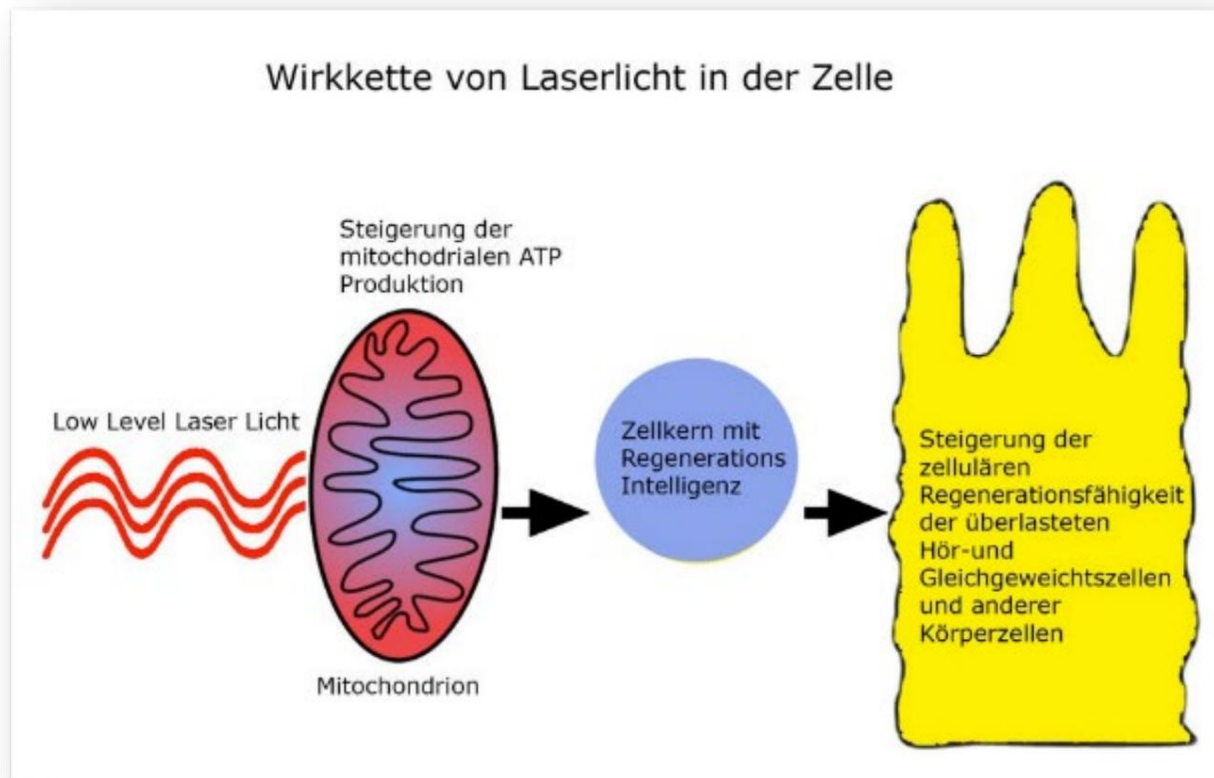 Wirkkette von Laserlicht in der Zelle
Steigerung der
mitochodrialen ATP
Produktion
Low Level Laser Licht
Mitochondrion
Zellkern mit
Regenerations
Intelligenz
Steigerung der
zellulären
Regenerationsfähigkeit
der überlasteten
Hör-und
Gleichgeweichtszellen
und anderer
Körperzellen